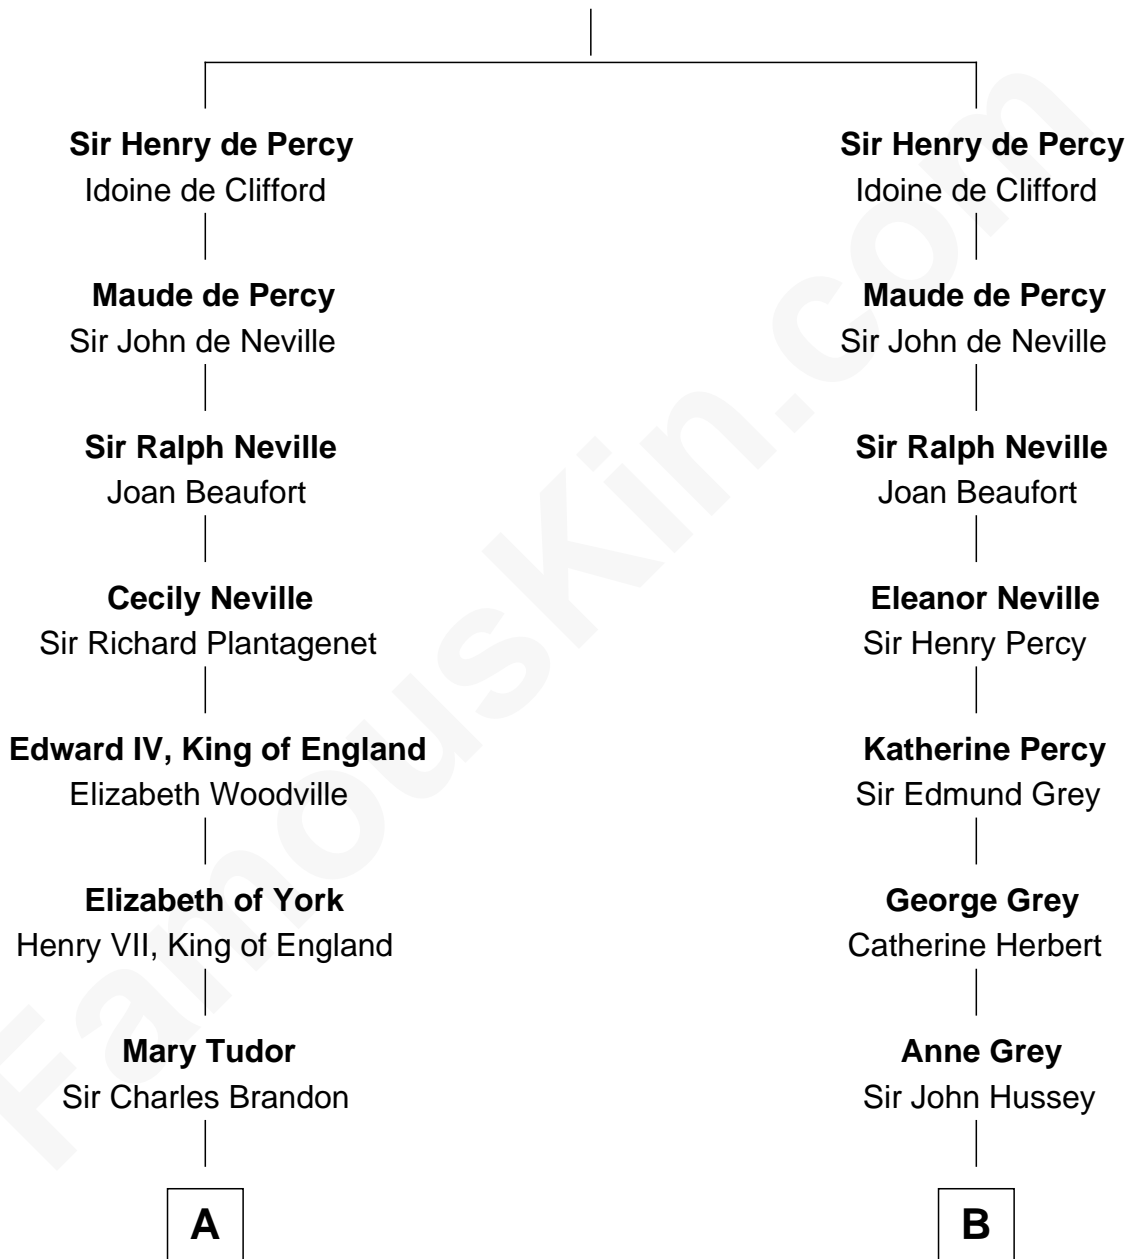 Sir Henry de Percy
Idoine de Clifford
Maude de Percy
Sir John de Neville
Sir Ralph Neville
Joan Beaufort
Cecily Neville
Sir Richard Plantagenet
Edward IV, King of England
Elizabeth Woodville
Elizabeth of York
Henry VII, King of England
Mary Tudor
Sir Charles Brandon
A
Sir Henry de Percy
Idoine de Clifford
Maude de Percy
Sir John de Neville
Sir Ralph Neville
Joan Beaufort
Eleanor Neville
Sir Henry Percy
Katherine Percy
Sir Edmund Grey
George Grey
Catherine Herbert
Anne Grey
Sir John Hussey
B
FamousKin.com